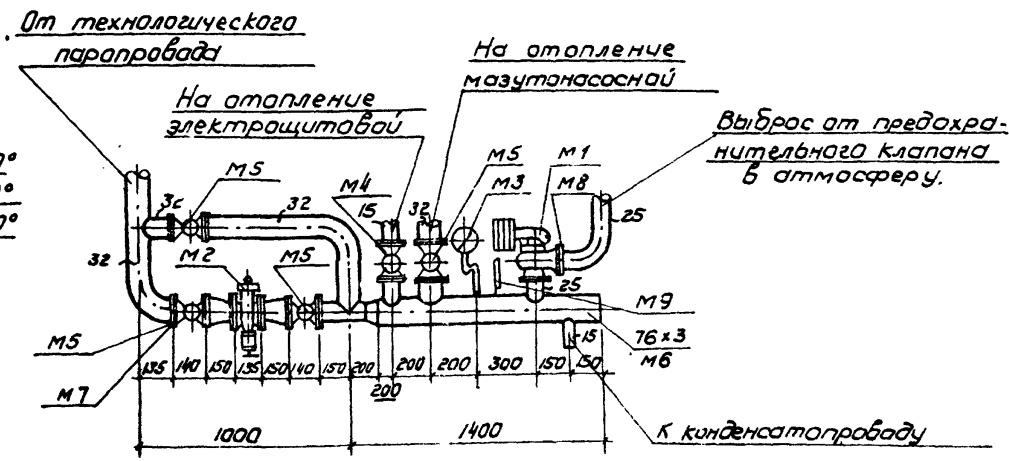 От технологического
паропровода
На отопление
мазутонасосной
На отопление
электрощитовой
Выброс от предохра-
нительного клапана
в атмосферу.
М5
М4
15
М5
М3
М1
М8
32
32
25
32
М2
М5
25
М9
М5
15
76×3
М6
М7
135 140 150 135 150 140 150 200 200 200 300 150 150
200
1000
1400
К конденсатопроводу